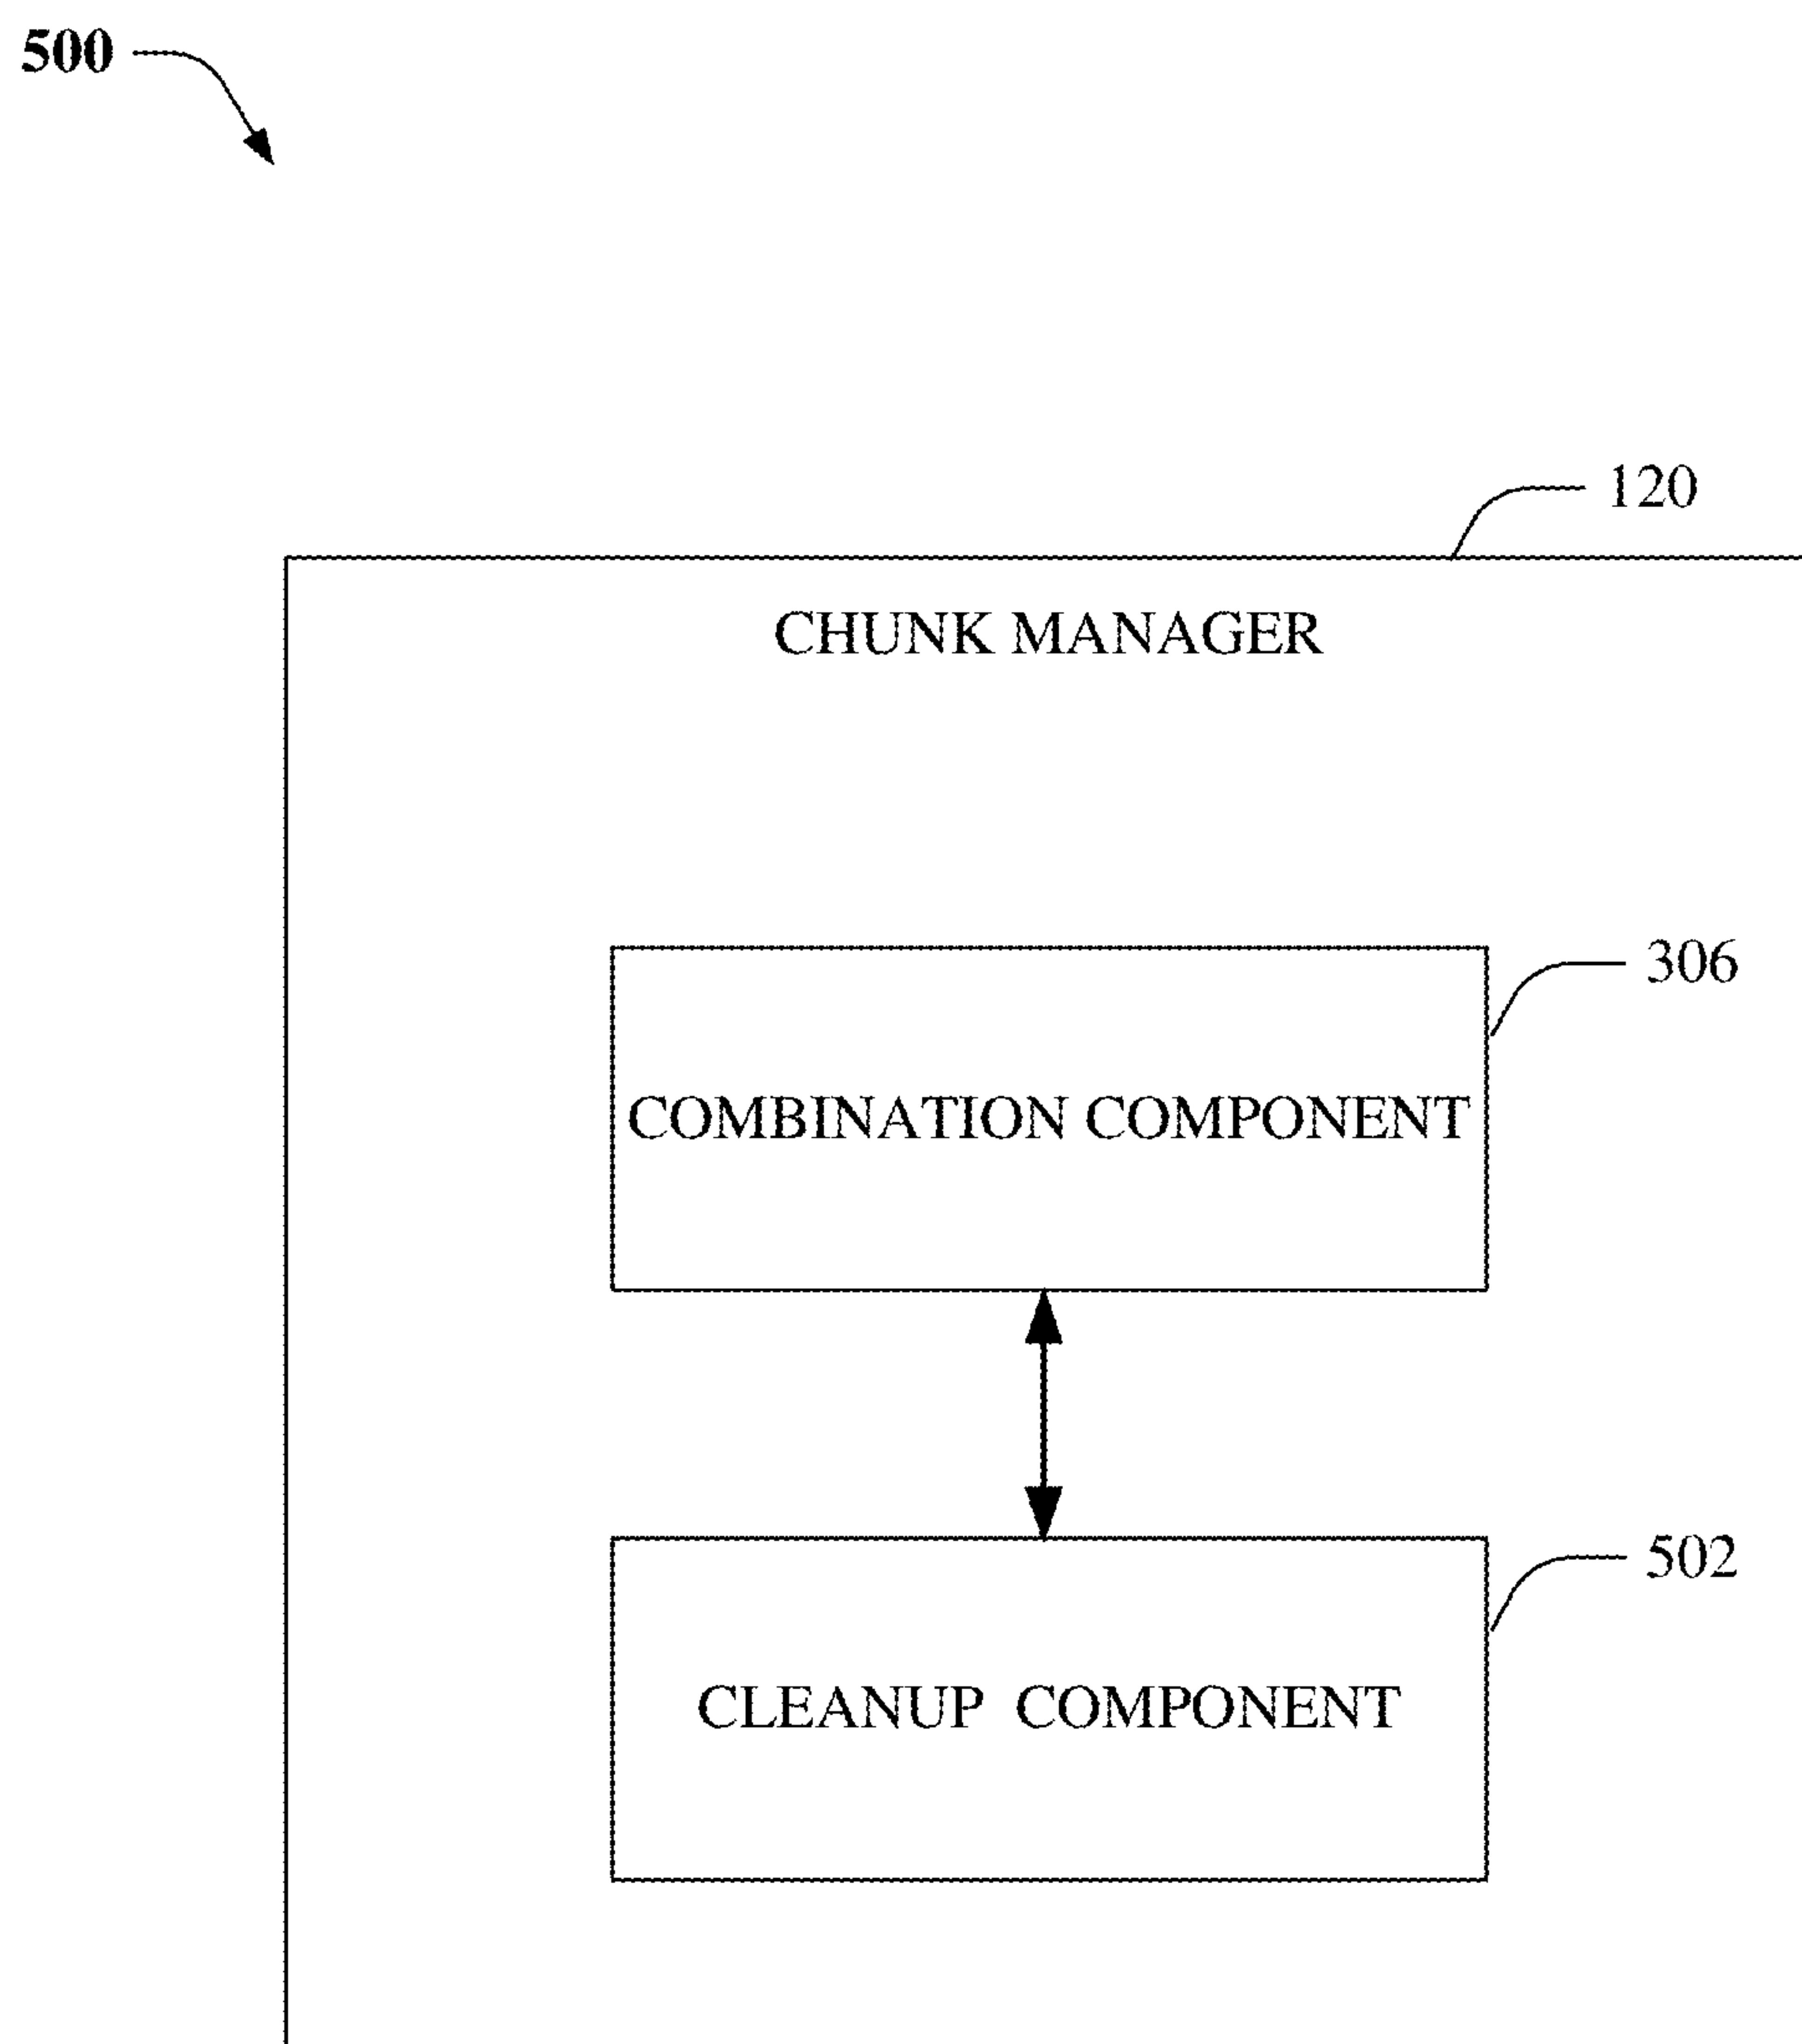 500
120
CHUNK MANAGER
306
COMBINATION COMPONENT
502
CLEANUP COMPONENT